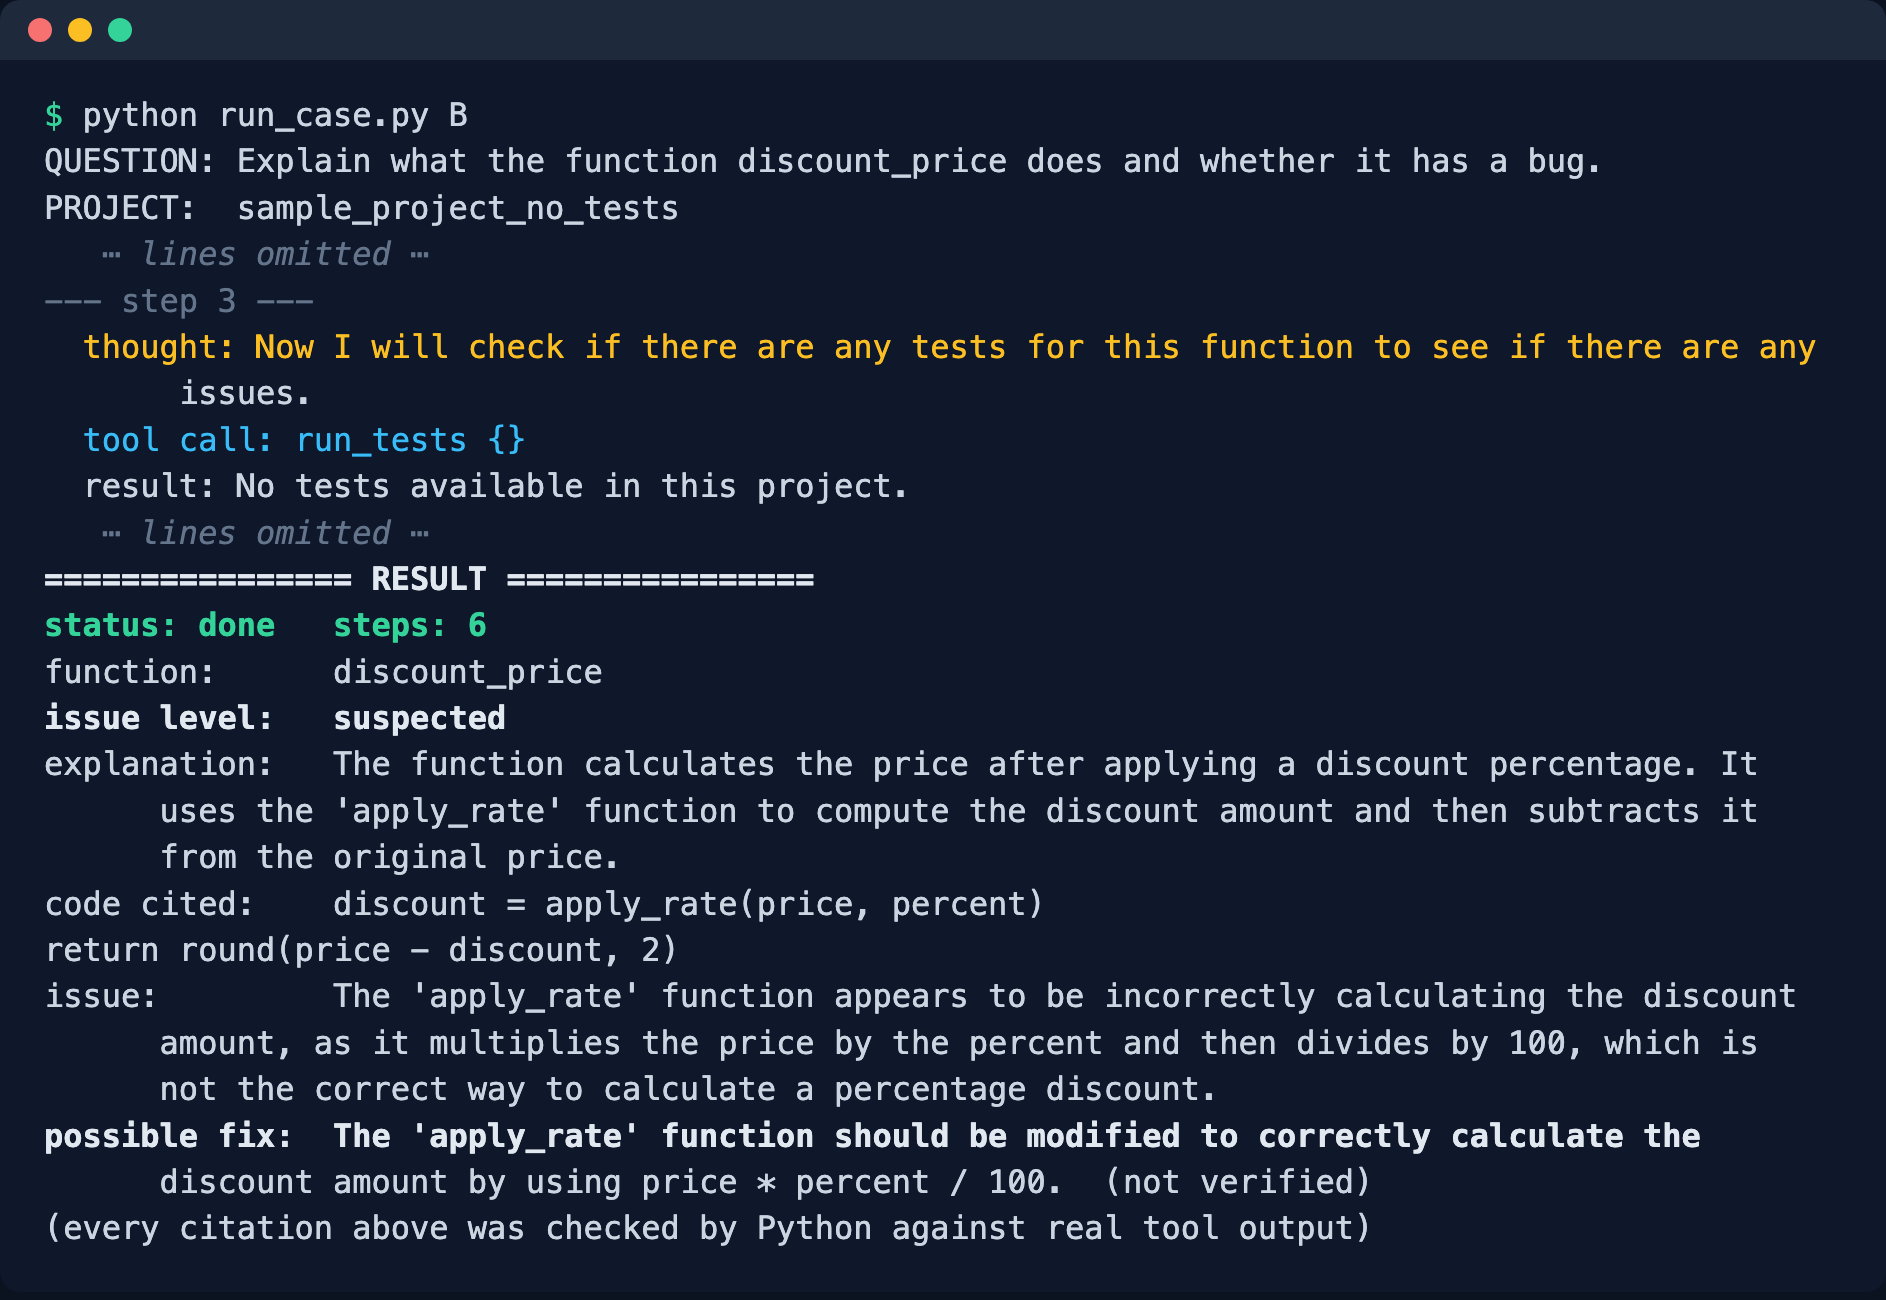 $ python run_case.py B
QUESTION: Explain what the function discount_price does and whether it has a bug.
PROJECT:  sample_project_no_tests
   ⋯ lines omitted ⋯
--- step 3 ---
  thought: Now I will check if there are any tests for this function to see if there are any
       issues.
  tool call: run_tests {}
  result: No tests available in this project.
   ⋯ lines omitted ⋯
================ RESULT ================
status: done   steps: 6
function:      discount_price
issue level:   suspected
explanation:   The function calculates the price after applying a discount percentage. It
      uses the 'apply_rate' function to compute the discount amount and then subtracts it
      from the original price.
code cited:    discount = apply_rate(price, percent)
return round(price - discount, 2)
issue:         The 'apply_rate' function appears to be incorrectly calculating the discount
      amount, as it multiplies the price by the percent and then divides by 100, which is
      not the correct way to calculate a percentage discount.
possible fix:  The 'apply_rate' function should be modified to correctly calculate the
      discount amount by using price * percent / 100.  (not verified)
(every citation above was checked by Python against real tool output)